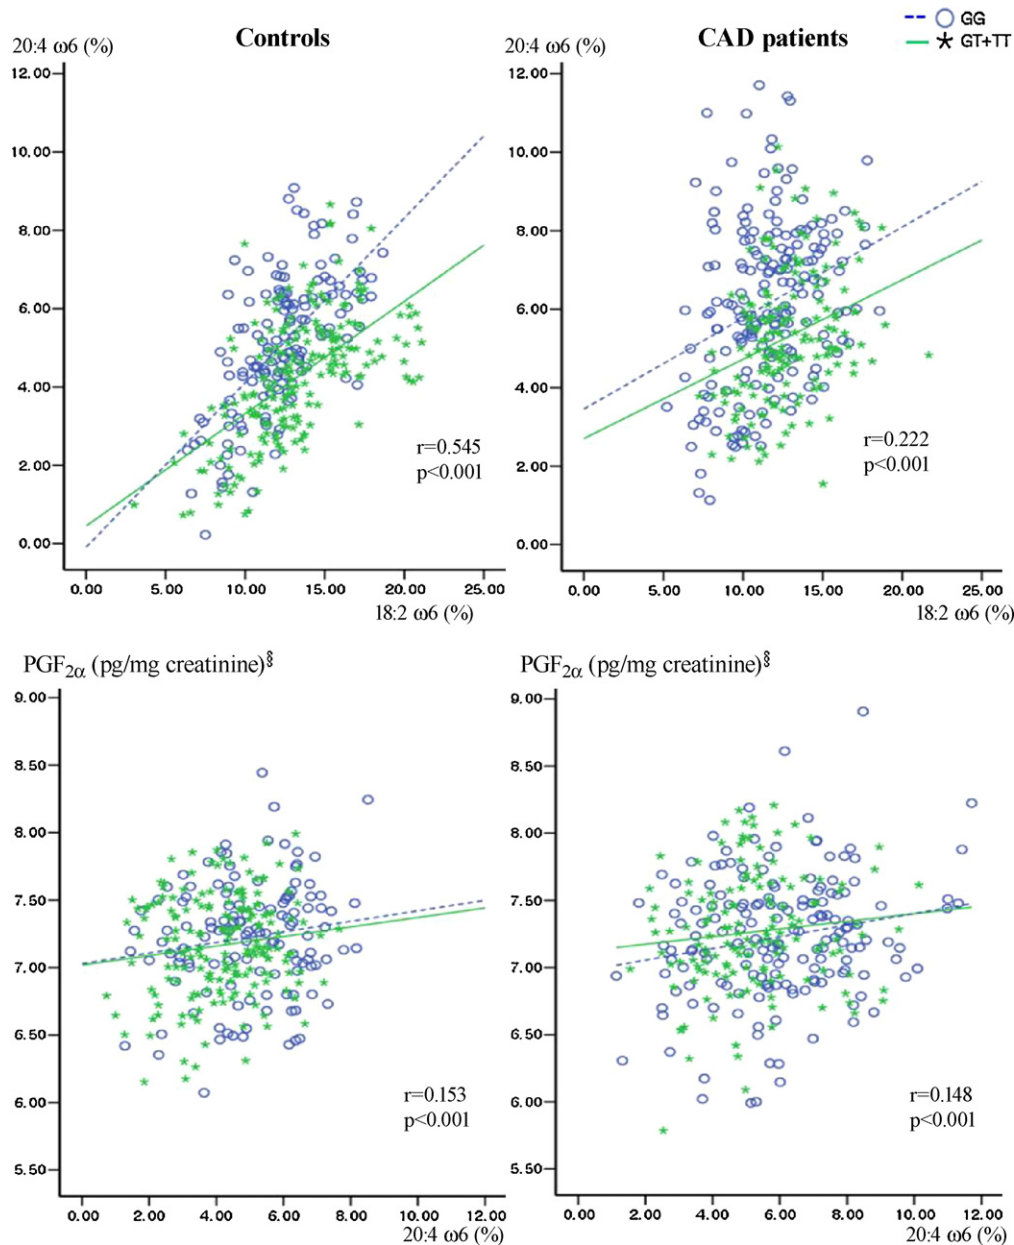 GG
GT+TT
Controls
20:4 ω6 (%)
12.00
10.00
8.00
6.00
4.00
2.00
0.00
r=0.545
p<0.001
0.00 5.00 10.00 15.00 20.00 25.00
18:2 ω6 (%)
CAD patients
20:4 ω6 (%)
12.00
10.00
8.00
6.00
4.00
2.00
0.00
r=0.222
p<0.001
0.00 5.00 10.00 15.00 20.00 25.00
18:2 ω6 (%)
PGF2α (pg/mg creatinine)§
9.00
8.50
8.00
7.50
7.00
6.50
6.00
5.50
r=0.153
p<0.001
0.00 2.00 4.00 6.00 8.00 10.00 12.00
20:4 ω6 (%)
PGF2α (pg/mg creatinine)§
9.00
8.50
8.00
7.50
7.00
6.50
6.00
5.50
r=0.148
p<0.001
0.00 2.00 4.00 6.00 8.00 10.00 12.00
20:4 ω6 (%)